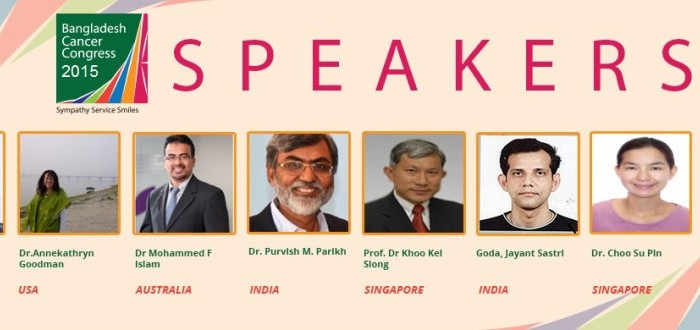 Bangladesh
Cancer
Congress
2015
Sympathy Service Smiles
SPEAKERS
Dr.Annekathryn
Goodman
USA
Dr Mohammed F
Islam
AUSTRALIA
Dr. Purvish M. Parikh
INDIA
Prof. Dr Khoo Kei
Siong
SINGAPORE
Goda, Jayant Sastri
INDIA
Dr. Choo Su Pin
SINGAPORE